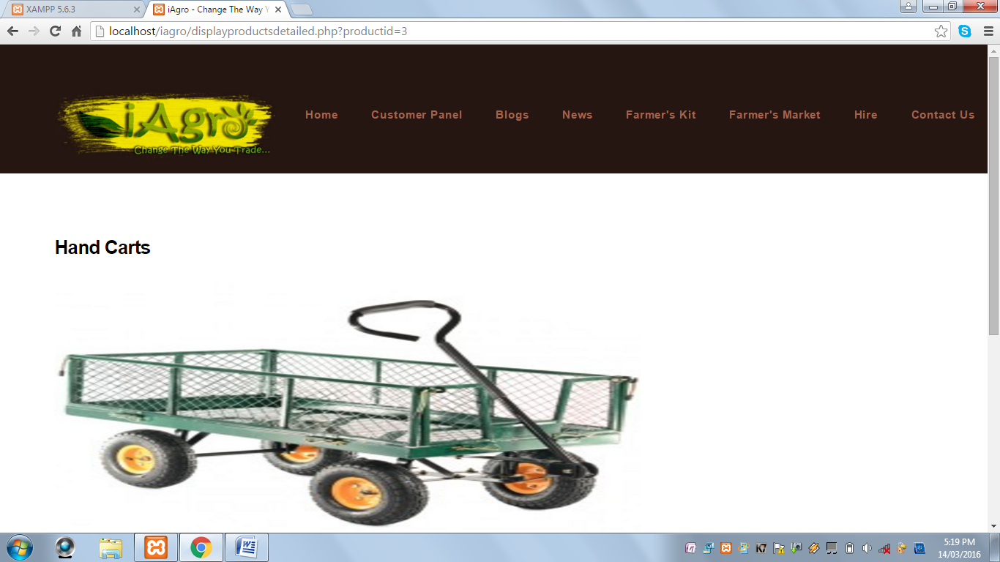 XAMPP 5.6.3
iAgro - Change The Way Y
localhost/iagro/displayproductsdetailed.php?productid=3
iAgro
Change The Way You Trade...
Home Customer Panel Blogs News Farmer's Kit Farmer's Market Hire Contact Us
Hand Carts
K7
5:19 PM
14/03/2016